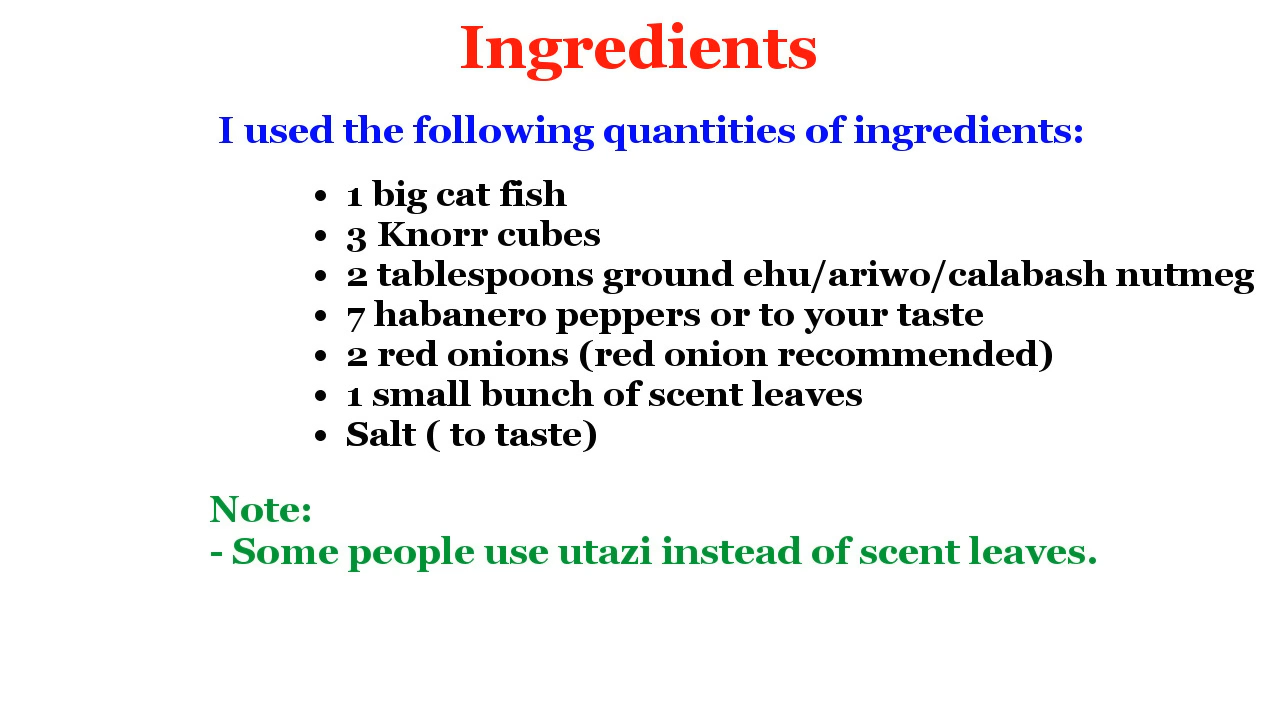 Ingredients
I used the following quantities of ingredients:
• 1 big cat fish
• 3 Knorr cubes
• 2 tablespoons ground ehu/ariwo/calabash nutmeg
• 7 habanero peppers or to your taste
• 2 red onions (red onion recommended)
• 1 small bunch of scent leaves
• Salt ( to taste)
Note:
- Some people use utazi instead of scent leaves.